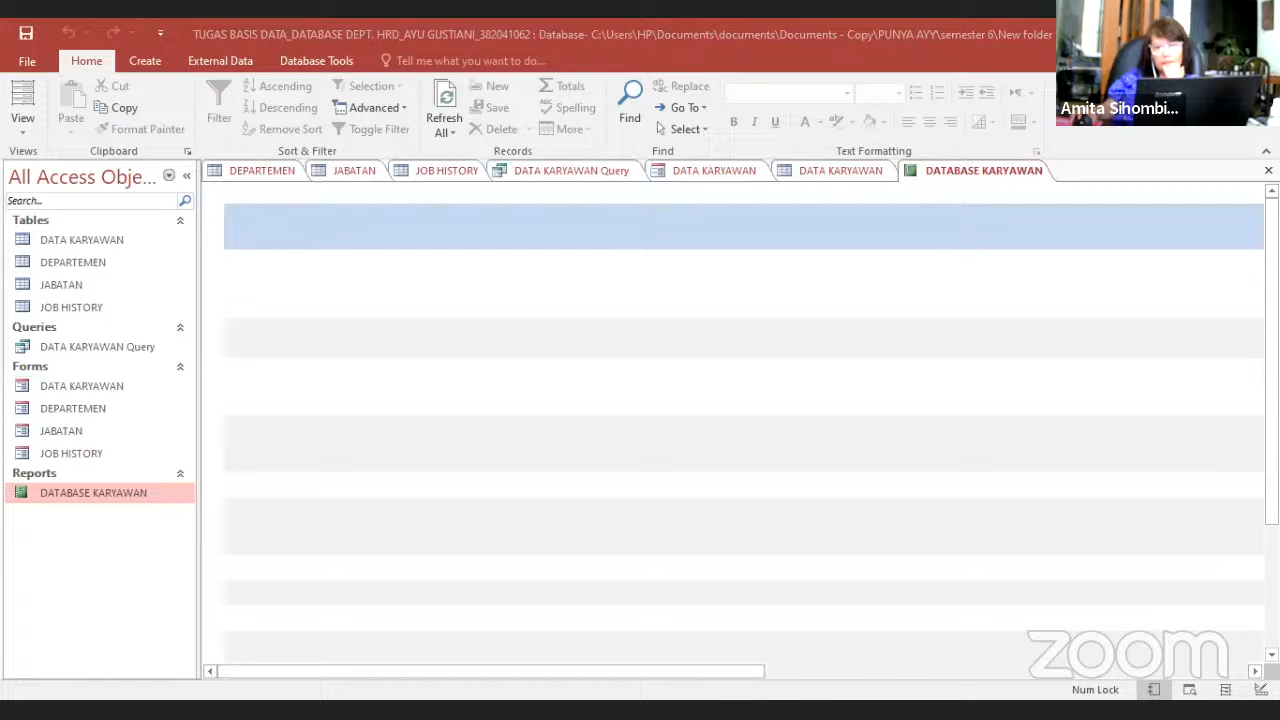 TUGAS BASIS DATA_DATABASE DEPT. HRD_AYU GUSTIANI_382041062 : Database- C:\Users\HP\Documents\documents\Documents - Copy\PUNYA AYY\semester 6\New folder
File Home Create External Data Database Tools Tell me what you want to do...
Amita Sihombi...
View
Paste
Cut
Copy
Format Painter
Filter
Ascending
Descending
Remove Sort
Selection
Advanced
Toggle Filter
Refresh
All
New
Save
Delete
Totals
Spelling
More
Find
Replace
Go To
Select
B I U
A
Views Clipboard Sort & Filter Records Find Text Formatting
All Access Obje...
Search...
DEPARTEMEN JABATAN JOB HISTORY DATA KARYAWAN Query DATA KARYAWAN DATA KARYAWAN DATABASE KARYAWAN
Tables
DATA KARYAWAN
DEPARTEMEN
JABATAN
JOB HISTORY
Queries
DATA KARYAWAN Query
Forms
DATA KARYAWAN
DEPARTEMEN
JABATAN
JOB HISTORY
Reports
DATABASE KARYAWAN
zoom
Num Lock